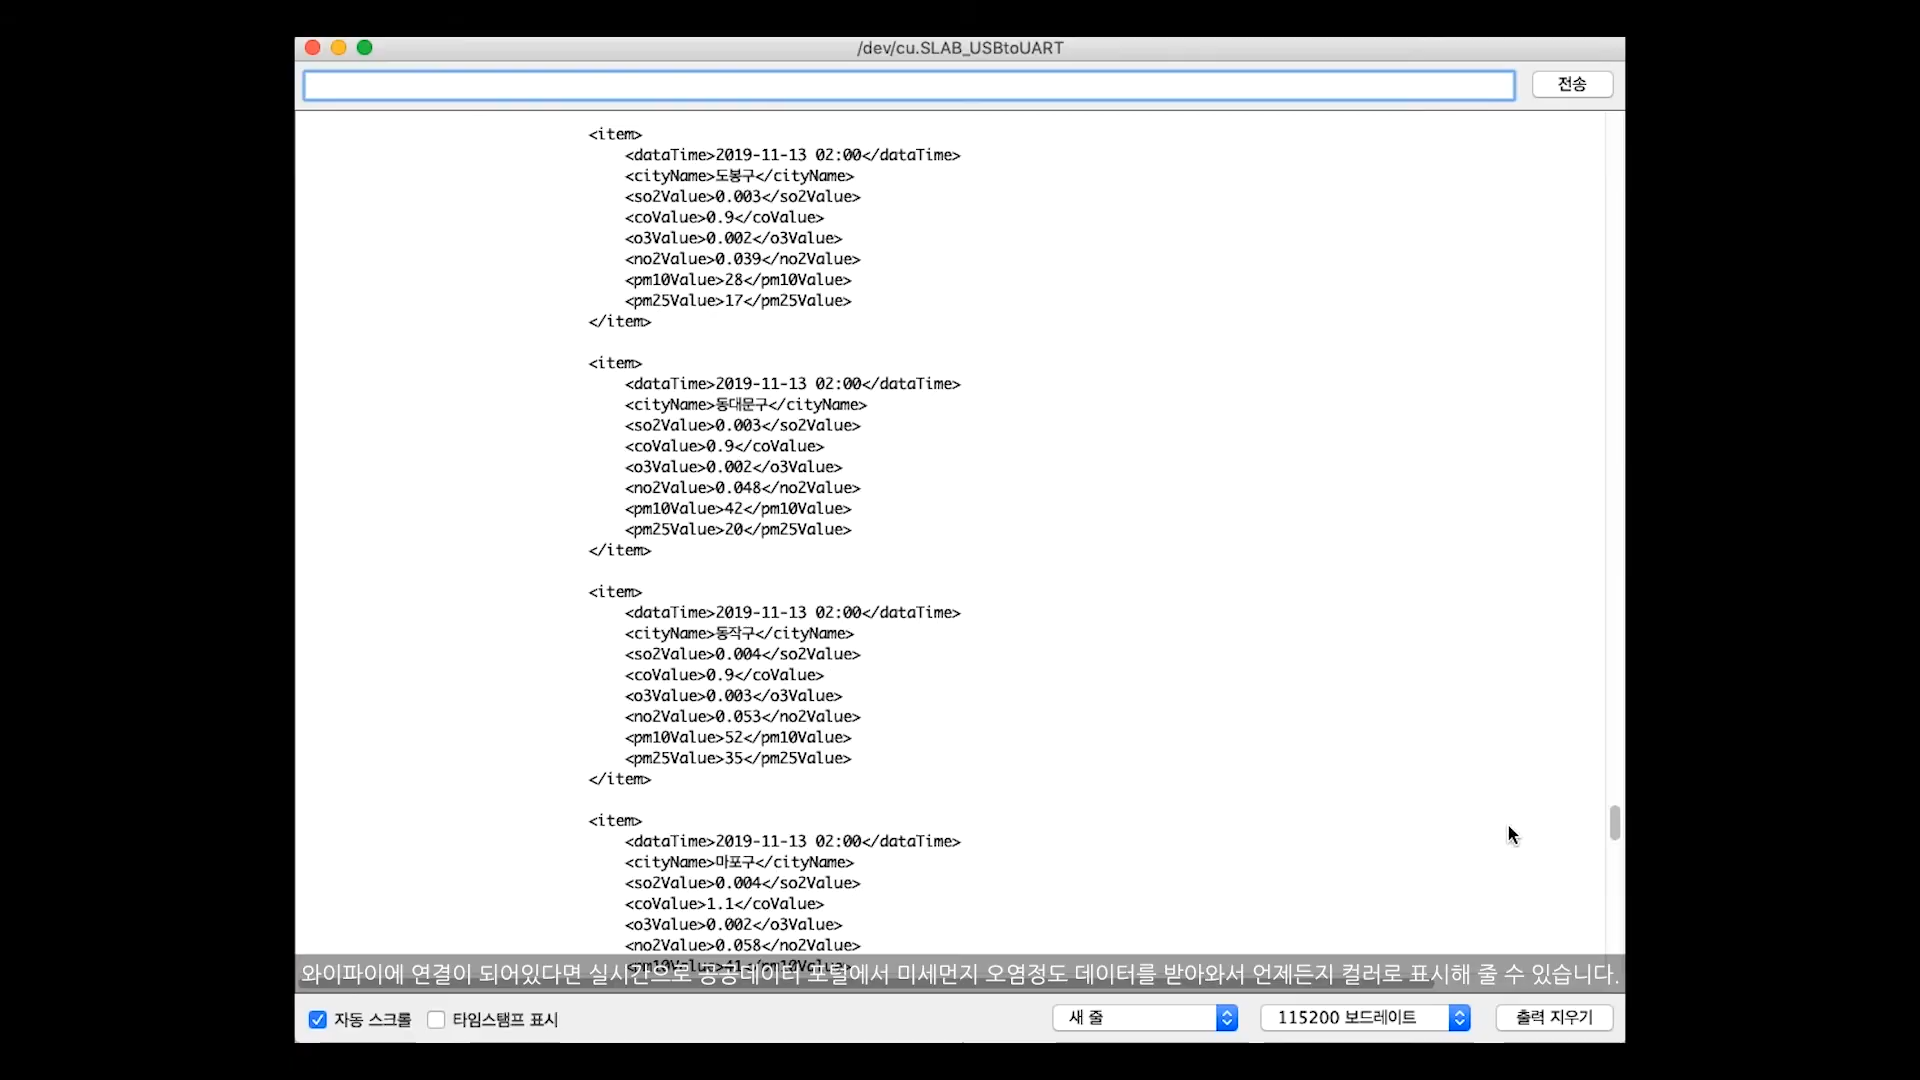 /dev/cu.SLAB_USBtoUART
전송
<item>
<dataTime>2019-11-13 02:00</dataTime>
<cityName>도봉구</cityName>
<so2Value>0.003</so2Value>
<coValue>0.9</coValue>
<o3Value>0.002</o3Value>
<no2Value>0.039</no2Value>
<pm10Value>28</pm10Value>
<pm25Value>17</pm25Value>
</item>
<item>
<dataTime>2019-11-13 02:00</dataTime>
<cityName>동대문구</cityName>
<so2Value>0.003</so2Value>
<coValue>0.9</coValue>
<o3Value>0.002</o3Value>
<no2Value>0.048</no2Value>
<pm10Value>42</pm10Value>
<pm25Value>20</pm25Value>
</item>
<item>
<dataTime>2019-11-13 02:00</dataTime>
<cityName>동작구</cityName>
<so2Value>0.004</so2Value>
<coValue>0.9</coValue>
<o3Value>0.003</o3Value>
<no2Value>0.053</no2Value>
<pm10Value>52</pm10Value>
<pm25Value>35</pm25Value>
</item>
<item>
<dataTime>2019-11-13 02:00</dataTime>
<cityName>마포구</cityName>
<so2Value>0.004</so2Value>
<coValue>1.1</coValue>
<o3Value>0.002</o3Value>
<no2Value>0.058</no2Value>
와이파이에 연결이 되어있다면 실시간으로 공공데이터 포털에서 미세먼지 오염정도 데이터를 받아와서 언제든지 컬러로 표시해 줄 수 있습니다.
자동 스크롤 타임스탬프 표시 새 줄 115200 보드레이트 출력 지우기